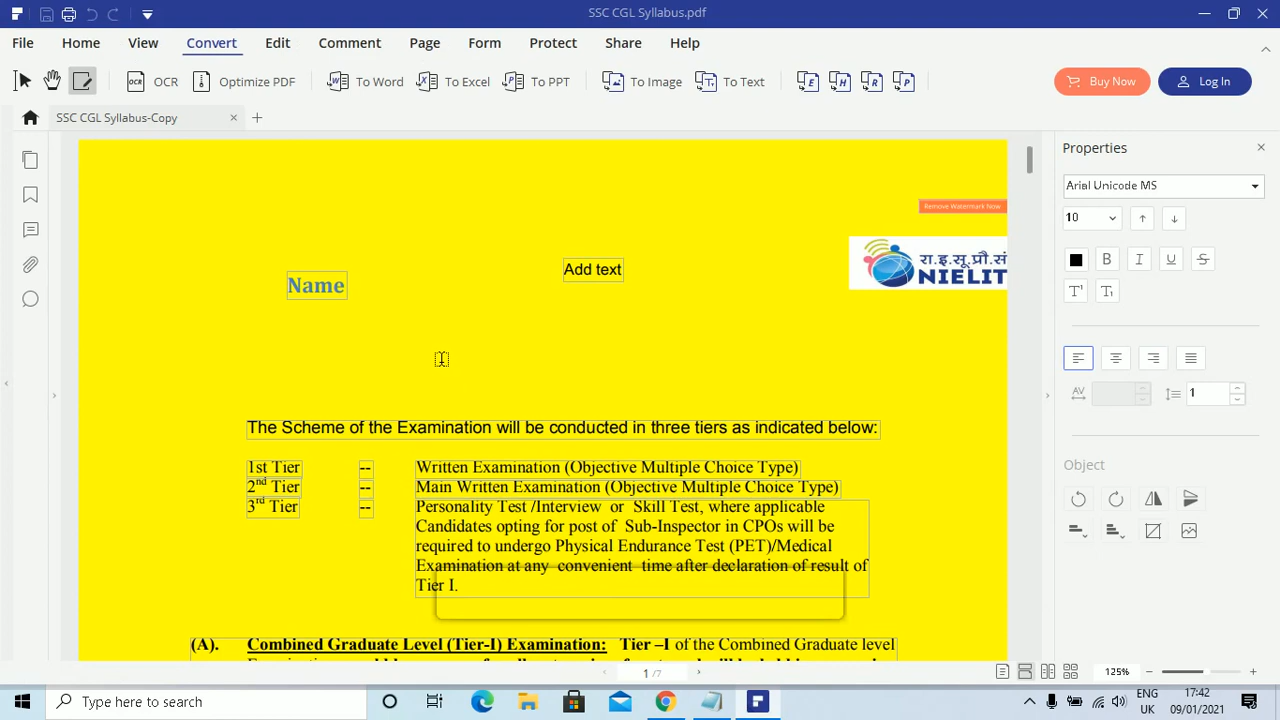 SSC CGL Syllabus.pdf
File Home View Convert Edit Comment Page Form Protect Share Help
OCR OCR Optimize PDF W To Word X To Excel P To PPT To Image T To Text E H R P Buy Now Log In
SSC CGL Syllabus-Copy
Properties
Arial Unicode MS
10
B I U S
T T
AV 1
Object
Remove Watermark Now
रा.इ.सू.प्रौ.सं
NIELIT
Add text
Name
The Scheme of the Examination will be conducted in three tiers as indicated below:
1st Tier -- Written Examination (Objective Multiple Choice Type)
2nd Tier -- Main Written Examination (Objective Multiple Choice Type)
3rd Tier -- Personality Test /Interview or Skill Test, where applicable
Candidates opting for post of Sub-Inspector in CPOs will be
required to undergo Physical Endurance Test (PET)/Medical
Examination at any convenient time after declaration of result of
Tier I.
(A). Combined Graduate Level (Tier-I) Examination: Tier –I of the Combined Graduate level
1 /7
125%
Type here to search
ENG
UK
17:42
09/01/2021